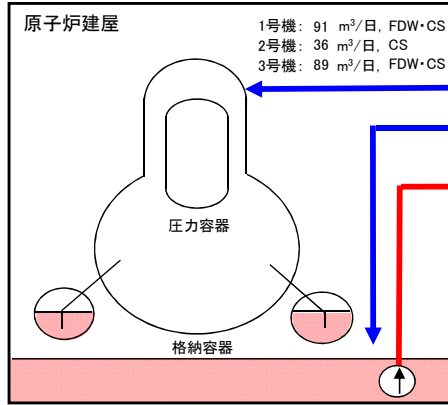 原子炉建屋
1号機: 91 m³/日, FDW・CS
2号機: 36 m³/日, CS
3号機: 89 m³/日, FDW・CS
圧力容器
格納容器